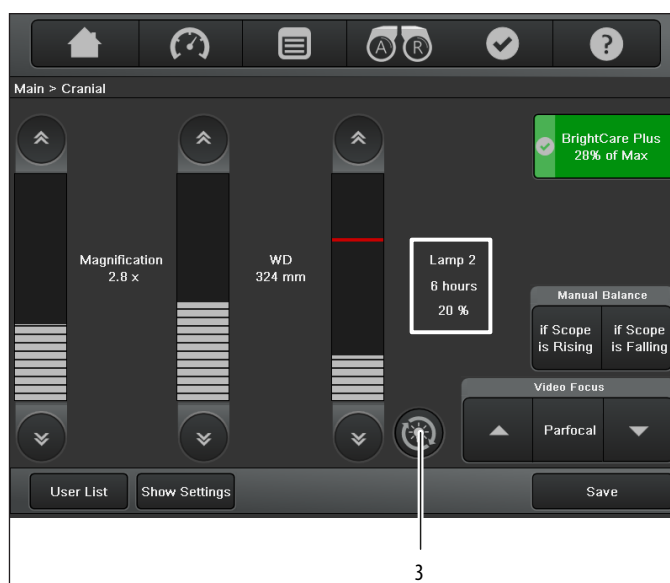 A R
?
Main > Cranial
BrightCare Plus
28% of Max
Magnification
2.8 x
WD
324 mm
Lamp 2
6 hours
20 %
Manual Balance
if Scope
is Rising
if Scope
is Falling
Video Focus
Parfocal
User List
Show Settings
Save
3